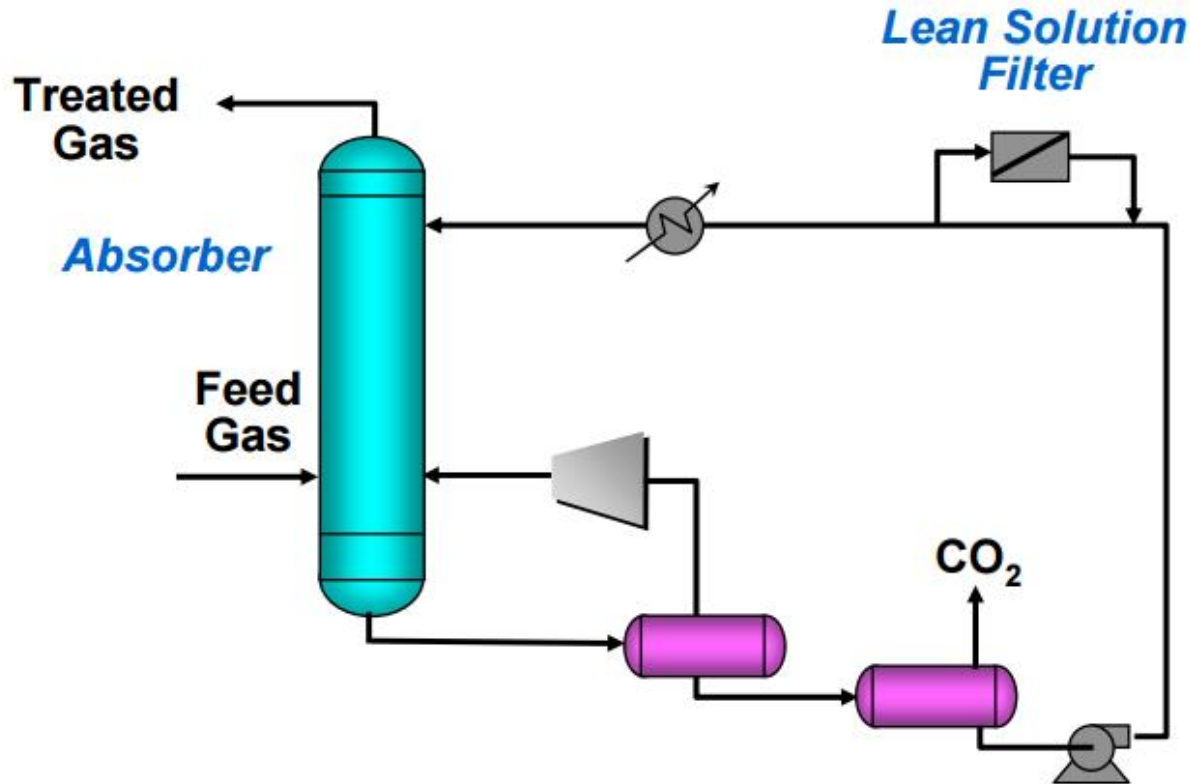 Lean Solution
Filter
Treated
Gas
Absorber
Feed
Gas
CO₂